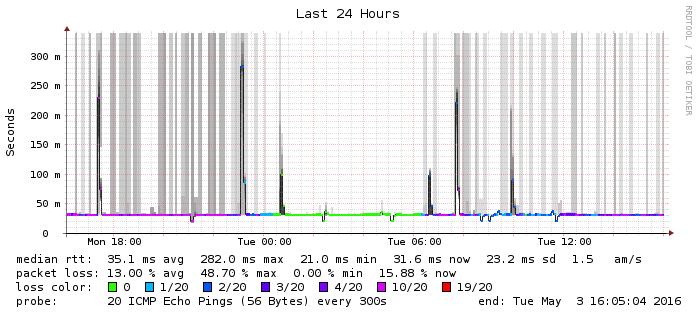 Last 24 Hours
RRDTOOL / TOBI OETIKER
Seconds
300 m
250 m
200 m
150 m
100 m
50 m
0
Mon 18:00 Tue 00:00 Tue 06:00 Tue 12:00
median rtt: 35.1 ms avg 282.0 ms max 21.0 ms min 31.6 ms now 23.2 ms sd 1.5 am/s
packet loss: 13.00 % avg 48.70 % max 0.00 % min 15.88 % now
loss color: 0 1/20 2/20 3/20 4/20 10/20 19/20
probe: 20 ICMP Echo Pings (56 Bytes) every 300s end: Tue May 3 16:05:04 2016